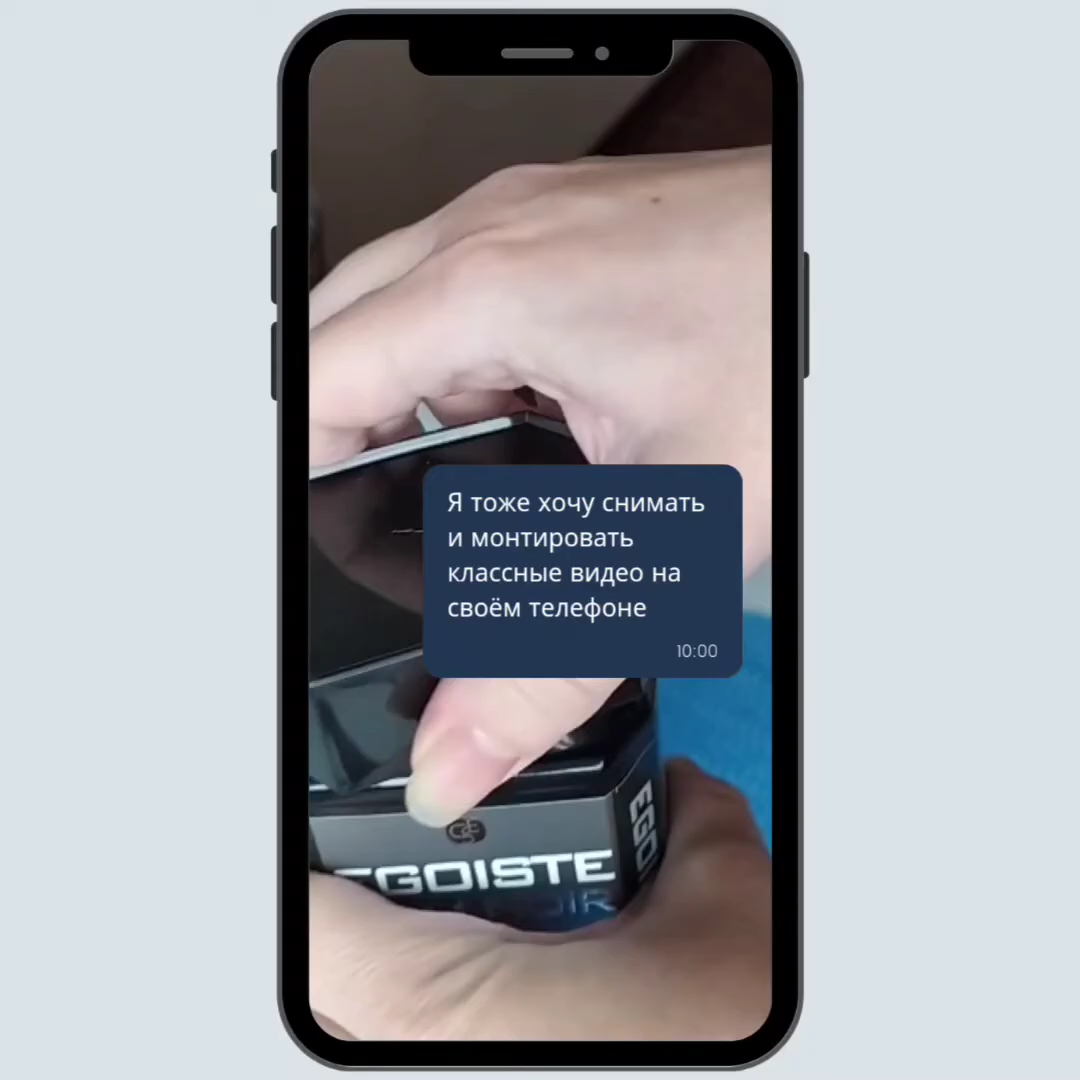 Я тоже хочу снимать
и монтировать
классные видео на
своём телефоне
10:00
EGOISTE
EGO